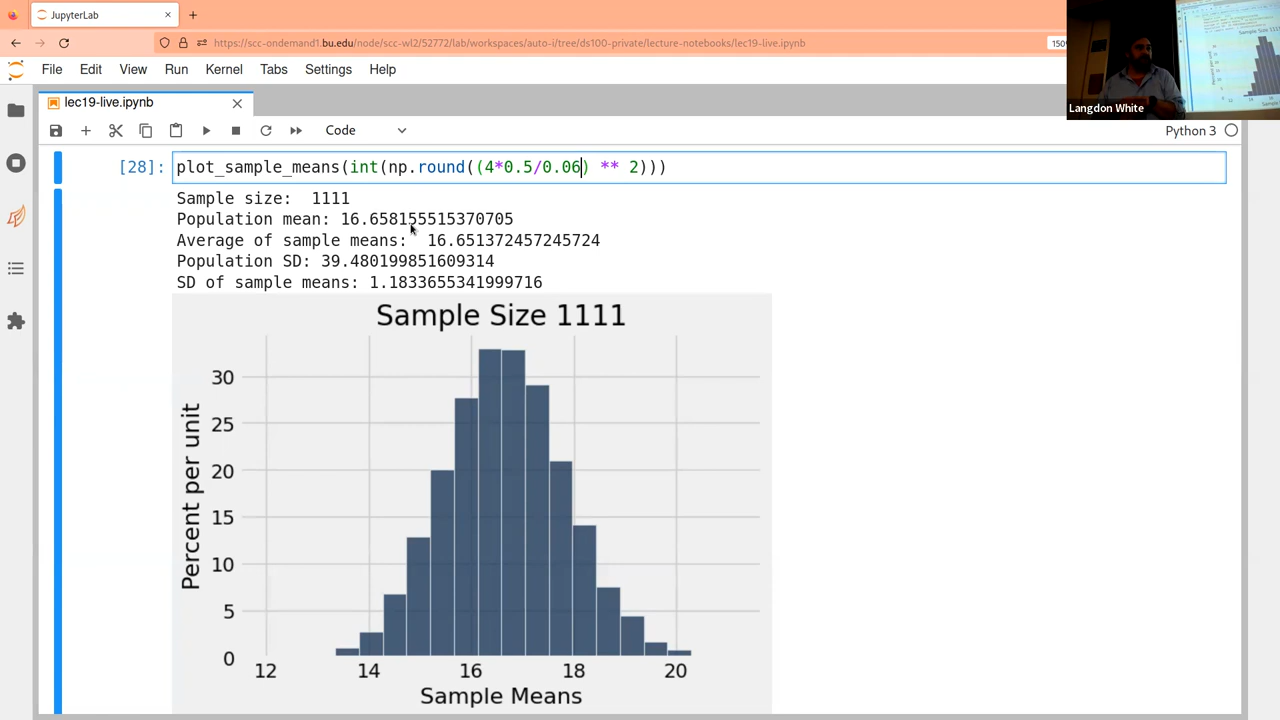 JupyterLab
https://scc-ondemand1.bu.edu/node/scc-wl2/52772/lab/workspaces/auto-i/tree/ds100-private/lecture-notebooks/lec19-live.ipynb
File Edit View Run Kernel Tabs Settings Help
Langdon White
lec19-live.ipynb
Code
Python 3
[28]: plot_sample_means(int(np.round((4*0.5/0.06) ** 2)))
Sample size:  1111
Population mean: 16.658155515370705
Average of sample means:  16.651372457245724
Population SD: 39.480199851609314
SD of sample means: 1.1833655341999716
Sample Size 1111
Percent per unit
30
25
20
15
10
5
0
12 14 16 18 20
Sample Means